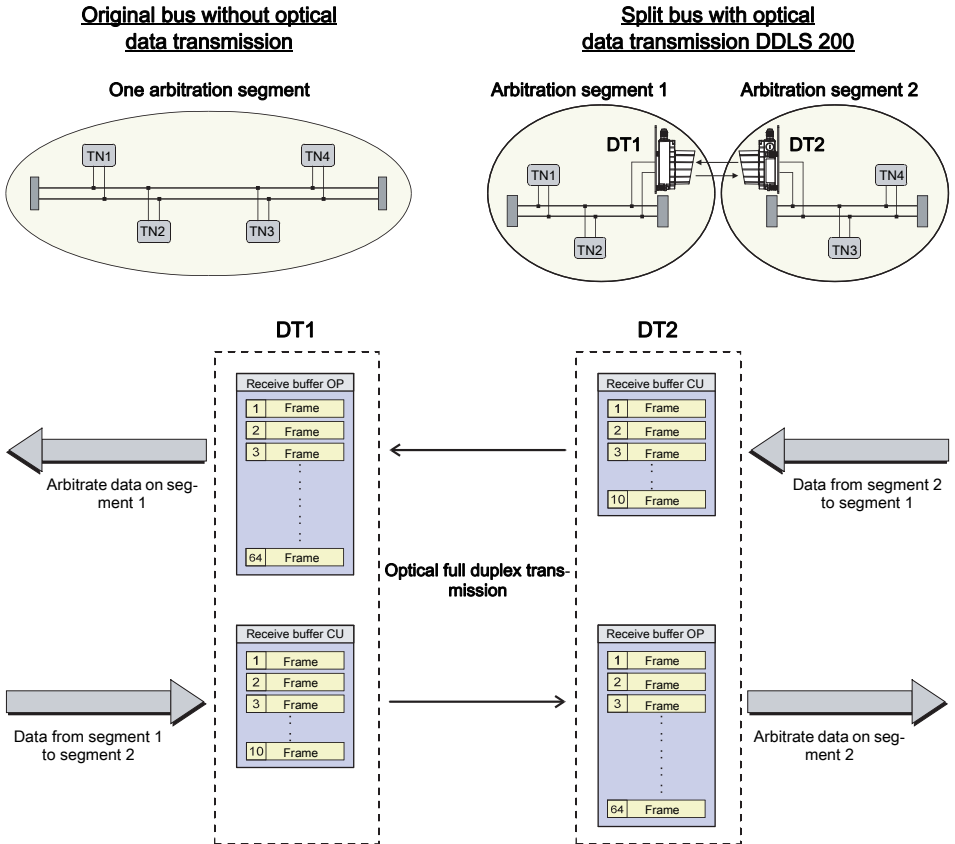 Original bus without optical
data transmission
Split bus with optical
data transmission DDLS 200
One arbitration segment
TN1
TN4
TN2
TN3
Arbitration segment 1
Arbitration segment 2
DT1
DT2
TN1
TN2
TN4
TN3
DT1
DT2
Receive buffer OP
1 Frame
2 Frame
3 Frame
64 Frame
Receive buffer CU
1 Frame
2 Frame
3 Frame
10 Frame
Arbitrate data on seg-
ment 1
Data from segment 2
to segment 1
Optical full duplex trans-
mission
Receive buffer CU
1 Frame
2 Frame
3 Frame
10 Frame
Receive buffer OP
1 Frame
2 Frame
3 Frame
64 Frame
Data from segment 1
to segment 2
Arbitrate data on seg-
ment 2